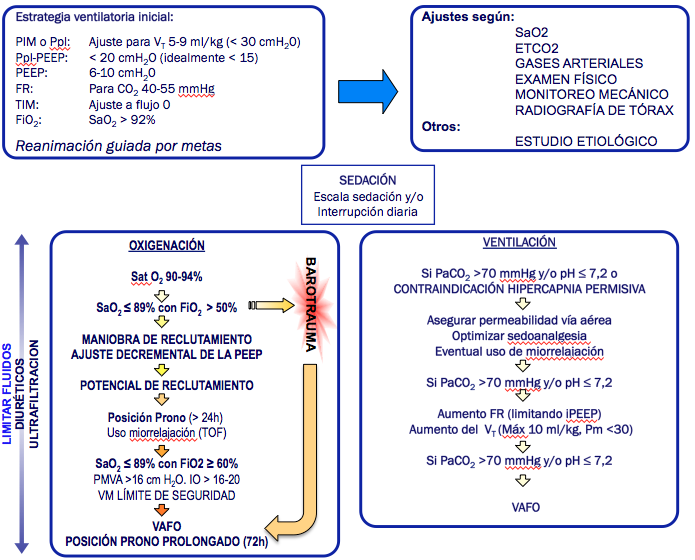 Estrategia ventilatoria inicial:
PIM o Ppl: Ajuste para VT 5-9 ml/kg (< 30 cmH2O)
Ppl-PEEP: < 20 cmH2O (idealmente < 15)
PEEP: 6-10 cmH2O
FR: Para CO2 40-55 mmHg
TIM: Ajuste a flujo 0
FiO2: SaO2 > 92%
Reanimación guiada por metas
Ajustes según:
SaO2
ETCO2
GASES ARTERIALES
EXAMEN FÍSICO
MONITOREO MECÁNICO
RADIOGRAFÍA DE TÓRAX
Otros:
ESTUDIO ETIOLÓGICO
SEDACIÓN
Escala sedación y/o
Interrupción diaria
LIMITAR FLUIDOS
DIURÉTICOS
ULTRAFILTRACION
OXIGENACIÓN
Sat O2 90-94%
SaO2 ≤ 89% con FiO2 > 50%
MANIOBRA DE RECLUTAMIENTO
AJUSTE DECREMENTAL DE LA PEEP
POTENCIAL DE RECLUTAMIENTO
Posición Prono (> 24h)
Uso miorrelajación (TOF)
SaO2 ≤ 89% con FiO2 ≥ 60%
PMVA >16 cm H2O. IO > 16-20
VM LÍMITE DE SEGURIDAD
VAFO
POSICIÓN PRONO PROLONGADO (72h)
BAROTRAUMA
VENTILACIÓN
Si PaCO2 >70 mmHg y/o pH ≤ 7,2 o
CONTRAINDICACIÓN HIPERCAPNIA PERMISIVA
Asegurar permeabilidad vía aérea
Optimizar sedoanalgesia
Eventual uso de miorrelajación
Si PaCO2 >70 mmHg y/o pH ≤ 7,2
Aumento FR (limitando iPEEP)
Aumento del VT (Máx 10 ml/kg, Pm <30)
Si PaCO2 >70 mmHg y/o pH ≤ 7,2
VAFO